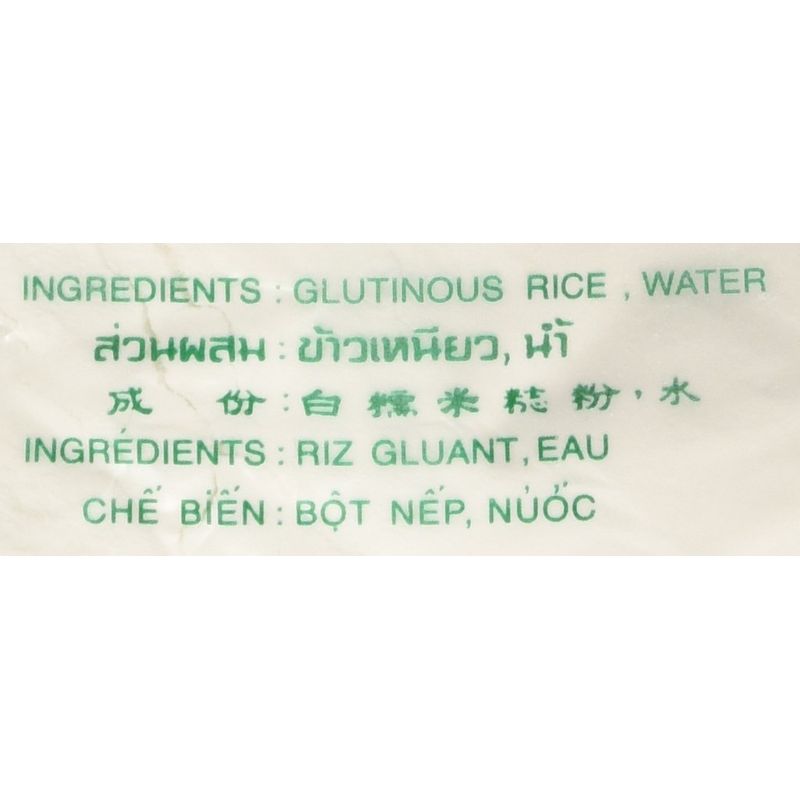 INGREDIENTS : GLUTINOUS RICE , WATER
ส่วนผสม : ข้าวเหนียว, น้ำ
成 份 : 白 糯 米 粉 , 水
INGRÉDIENTS : RIZ GLUANT, EAU
CHẾ BIẾN : BỘT NẾP, NƯỚC